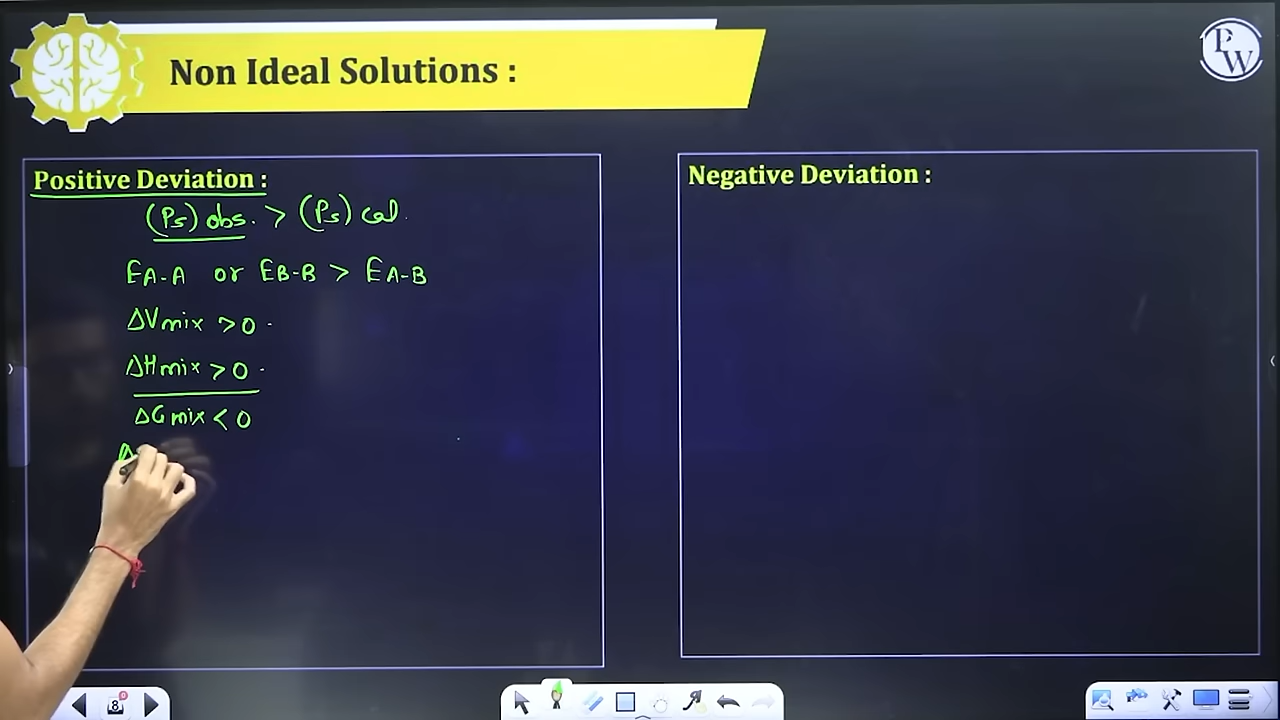 Non Ideal Solutions :
PW
Positive Deviation :
(Ps) obs. > (Ps) cal.
EA-A or EB-B > EA-B
ΔVmix > 0
ΔHmix > 0
ΔGmix < 0
Δ
Negative Deviation :
8